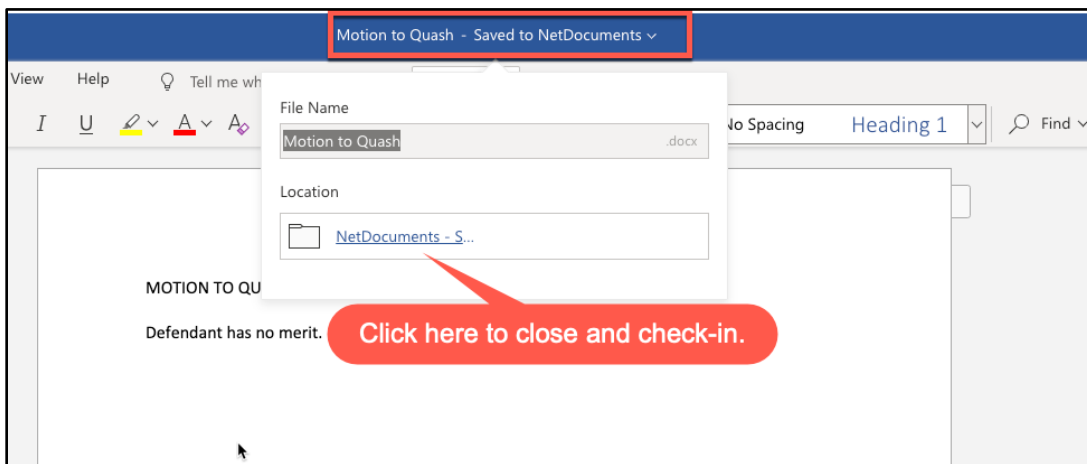 Motion to Quash - Saved to NetDocuments
View Help Tell me wh
I U A A No Spacing Heading 1 Find
File Name
Motion to Quash .docx
Location
NetDocuments - S...
MOTION TO QU
Defendant has no merit.
Click here to close and check-in.